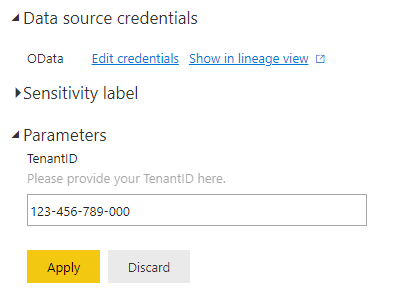 Data source credentials
OData Edit credentials Show in lineage view
Sensitivity label
Parameters
TenantID
Please provide your TenantID here.
123-456-789-000
Apply Discard